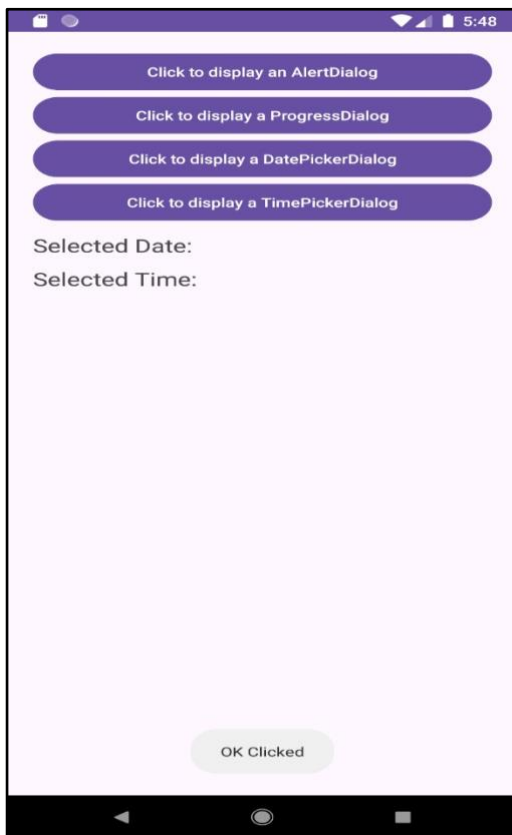 5:48
Click to display an AlertDialog
Click to display a ProgressDialog
Click to display a DatePickerDialog
Click to display a TimePickerDialog
Selected Date:
Selected Time:
OK Clicked